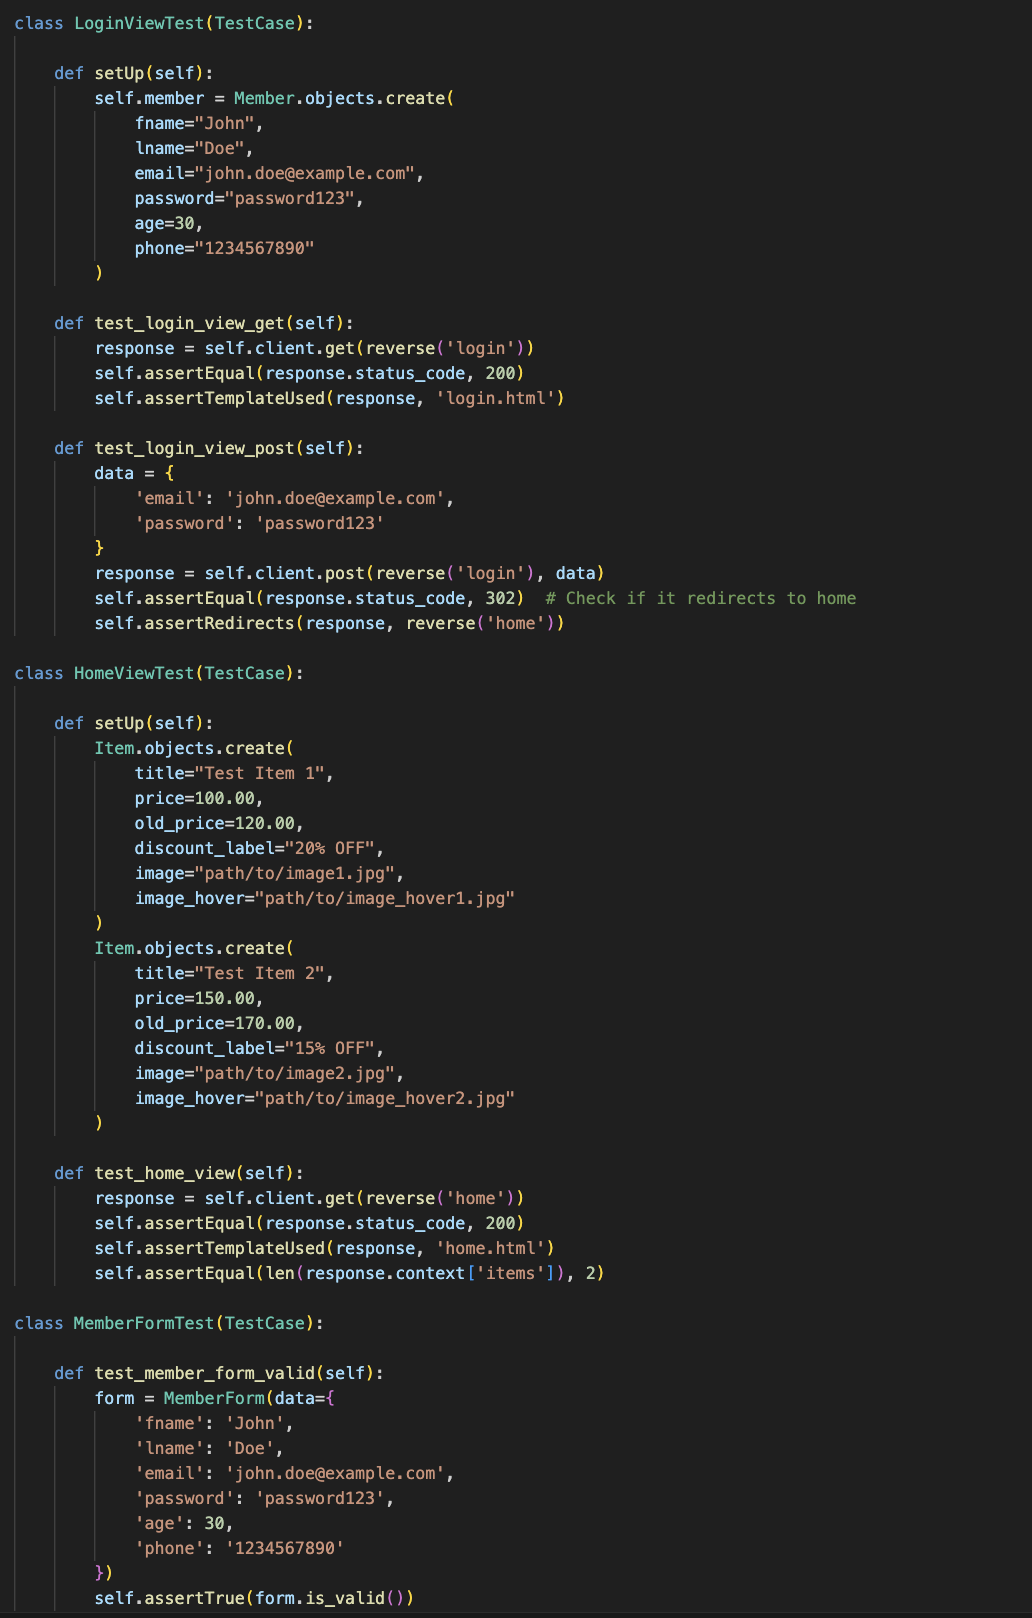 class LoginViewTest(TestCase):
def setUp(self):
self.member = Member.objects.create(
fname="John",
lname="Doe",
email="john.doe@example.com",
password="password123",
age=30,
phone="1234567890"
)
def test_login_view_get(self):
response = self.client.get(reverse('login'))
self.assertEqual(response.status_code, 200)
self.assertTemplateUsed(response, 'login.html')
def test_login_view_post(self):
data = {
'email': 'john.doe@example.com',
'password': 'password123'
}
response = self.client.post(reverse('login'), data)
self.assertEqual(response.status_code, 302)  # Check if it redirects to home
self.assertRedirects(response, reverse('home'))
class HomeViewTest(TestCase):
def setUp(self):
Item.objects.create(
title="Test Item 1",
price=100.00,
old_price=120.00,
discount_label="20% OFF",
image="path/to/image1.jpg",
image_hover="path/to/image_hover1.jpg"
)
Item.objects.create(
title="Test Item 2",
price=150.00,
old_price=170.00,
discount_label="15% OFF",
image="path/to/image2.jpg",
image_hover="path/to/image_hover2.jpg"
)
def test_home_view(self):
response = self.client.get(reverse('home'))
self.assertEqual(response.status_code, 200)
self.assertTemplateUsed(response, 'home.html')
self.assertEqual(len(response.context['items']), 2)
class MemberFormTest(TestCase):
def test_member_form_valid(self):
form = MemberForm(data={
'fname': 'John',
'lname': 'Doe',
'email': 'john.doe@example.com',
'password': 'password123',
'age': 30,
'phone': '1234567890'
})
self.assertTrue(form.is_valid())